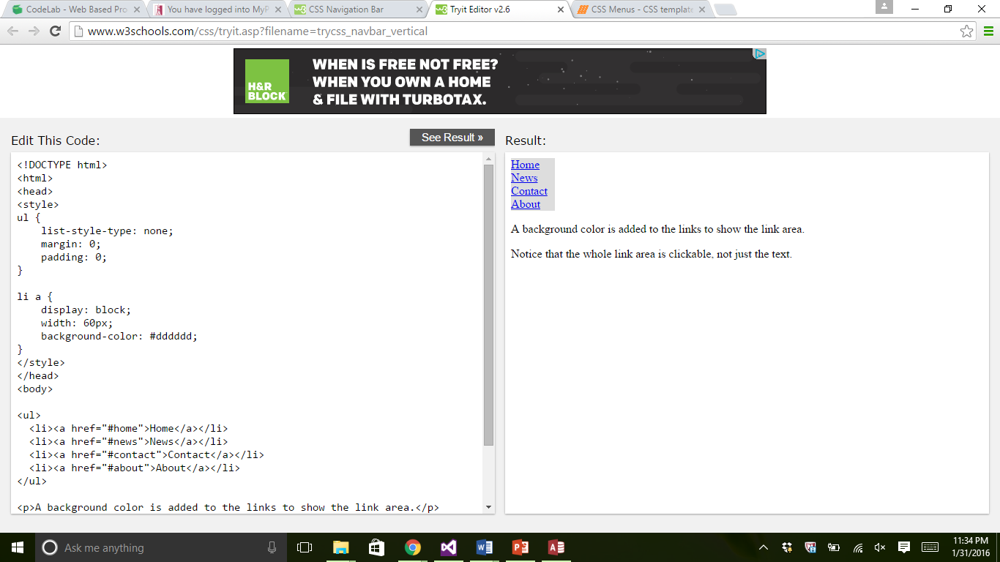 CodeLab - Web Based Pro
You have logged into MyP
CSS Navigation Bar
Tryit Editor v2.6
CSS Menus - CSS template
www.w3schools.com/css/tryit.asp?filename=trycss_navbar_vertical
H&R
BLOCK
WHEN IS FREE NOT FREE?
WHEN YOU OWN A HOME
& FILE WITH TURBOTAX.
Edit This Code:
See Result »
<!DOCTYPE html>
<html>
<head>
<style>
ul {
    list-style-type: none;
    margin: 0;
    padding: 0;
}
li a {
    display: block;
    width: 60px;
    background-color: #dddddd;
}
</style>
</head>
<body>
<ul>
  <li><a href="#home">Home</a></li>
  <li><a href="#news">News</a></li>
  <li><a href="#contact">Contact</a></li>
  <li><a href="#about">About</a></li>
</ul>
<p>A background color is added to the links to show the link area.</p>
Result:
Home
News
Contact
About
A background color is added to the links to show the link area.
Notice that the whole link area is clickable, not just the text.
Ask me anything
11:34 PM
1/31/2016